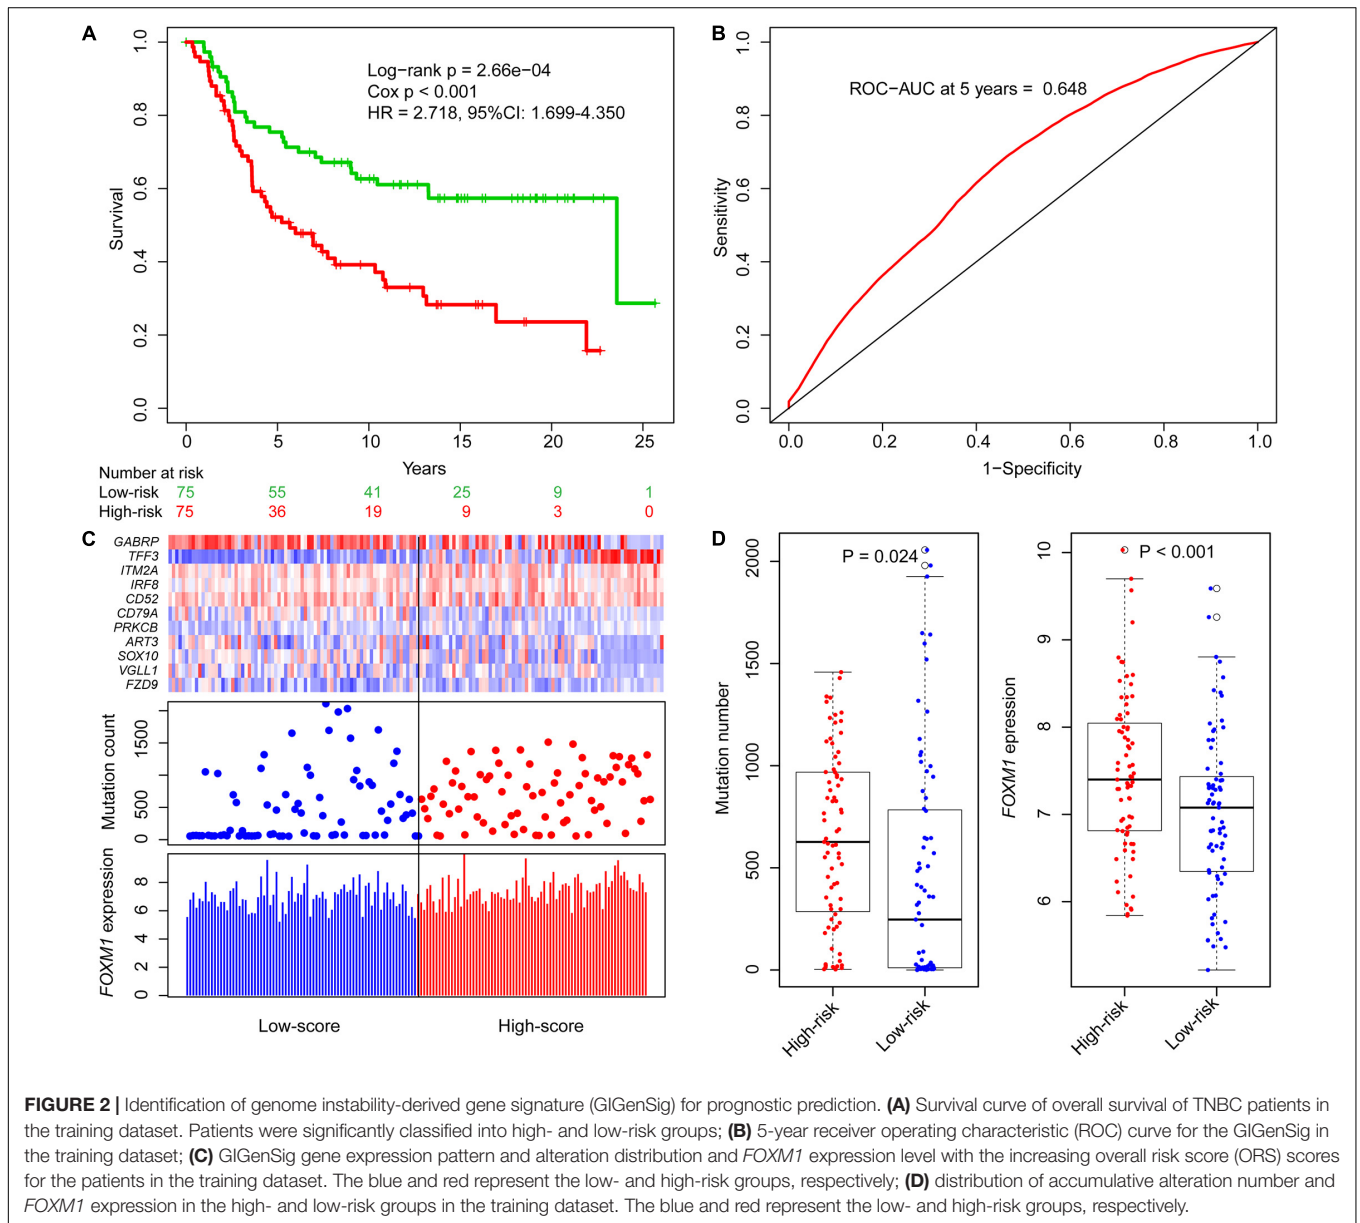 A
Log−rank p = 2.66e−04
Cox p < 0.001
HR = 2.718, 95%CI: 1.699-4.350
Survival
1.0
0.8
0.6
0.4
0.2
0.0
0 5 10 15 20 25
Years
Number at risk
Low-risk 75 55 41 25 9 1
High-risk 75 36 19 9 3 0
B
ROC−AUC at 5 years = 0.648
Sensitivity
1.0
0.8
0.6
0.4
0.2
0.0
0.0 0.2 0.4 0.6 0.8 1.0
1−Specificity
C
GABRP
TFF3
ITM2A
IRF8
CD52
CD79A
PRKCB
ART3
SOX10
VGLL1
FZD9
Mutation count
1500
500
0
FOXM1 expression
8
6
4
2
0
Low-score High-score
D
P = 0.024
Mutation number
2000
1500
1000
500
0
High-risk Low-risk
P < 0.001
FOXM1 epression
10
9
8
7
6
High-risk Low-risk
FIGURE 2 | Identification of genome instability-derived gene signature (GIGenSig) for prognostic prediction. (A) Survival curve of overall survival of TNBC patients in
the training dataset. Patients were significantly classified into high- and low-risk groups; (B) 5-year receiver operating characteristic (ROC) curve for the GIGenSig in
the training dataset; (C) GIGenSig gene expression pattern and alteration distribution and FOXM1 expression level with the increasing overall risk score (ORS) scores
for the patients in the training dataset. The blue and red represent the low- and high-risk groups, respectively; (D) distribution of accumulative alteration number and
FOXM1 expression in the high- and low-risk groups in the training dataset. The blue and red represent the low- and high-risk groups, respectively.